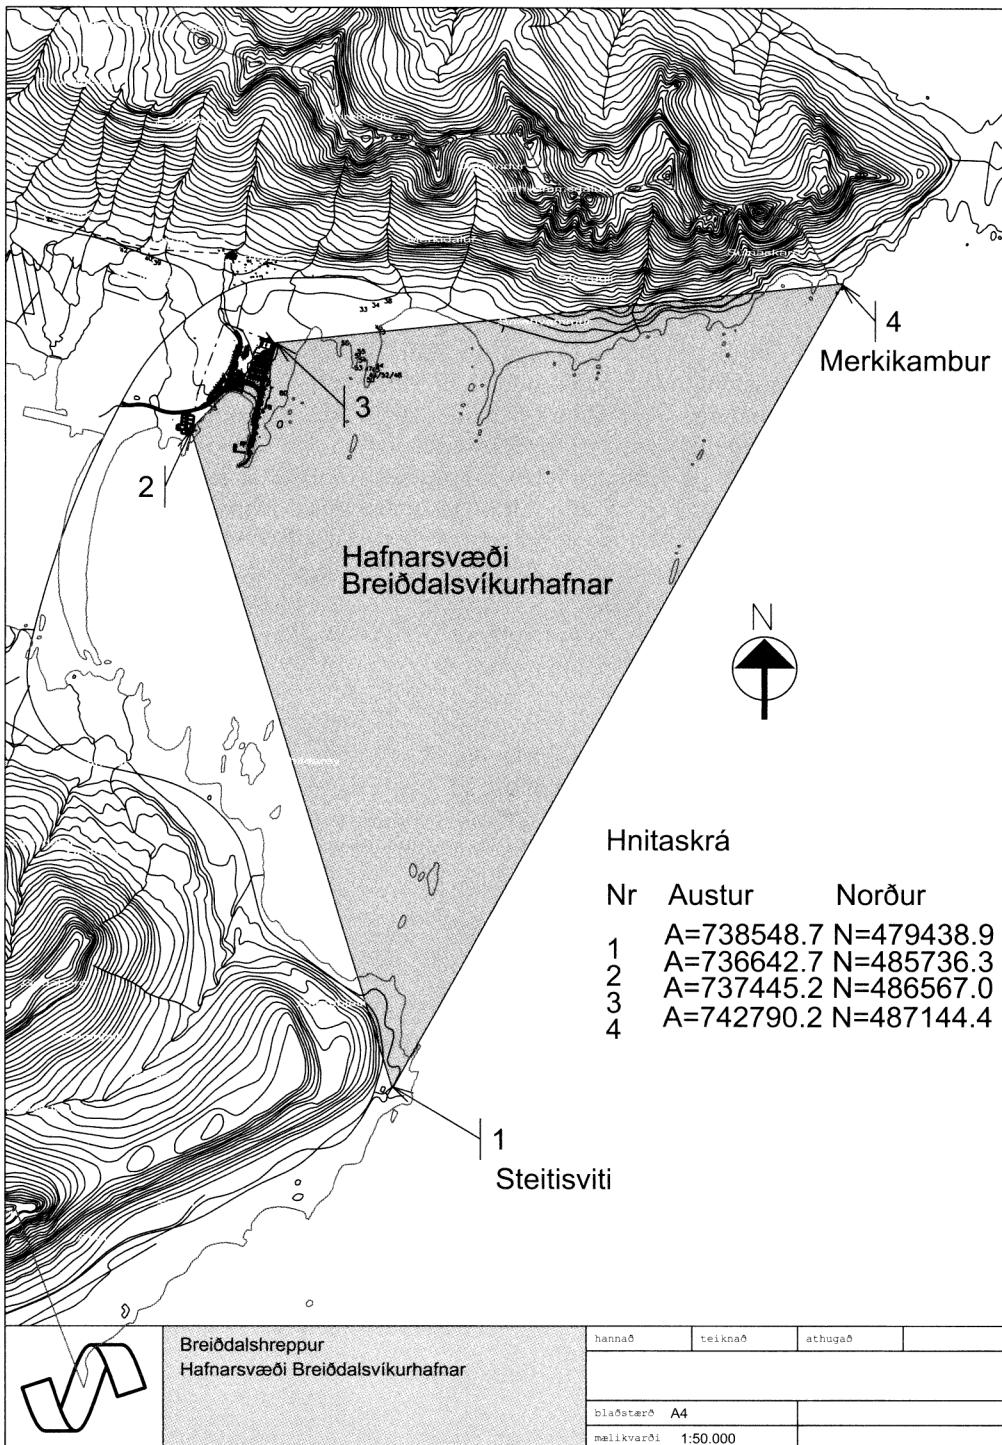 4
Merkikambur
3
2
Hafnarsvæði
Breiðdalsvíkurhafnar
N
Hnitaskrá
Nr Austur Norður
1 A=738548.7 N=479438.9
2 A=736642.7 N=485736.3
3 A=737445.2 N=486567.0
4 A=742790.2 N=487144.4
1
Steitisviti
Breiðdalshreppur
Hafnarsvæði Breiðdalsvíkurhafnar
hannað teiknað athugað
blaðstærð A4
mælikvarði 1:50.000